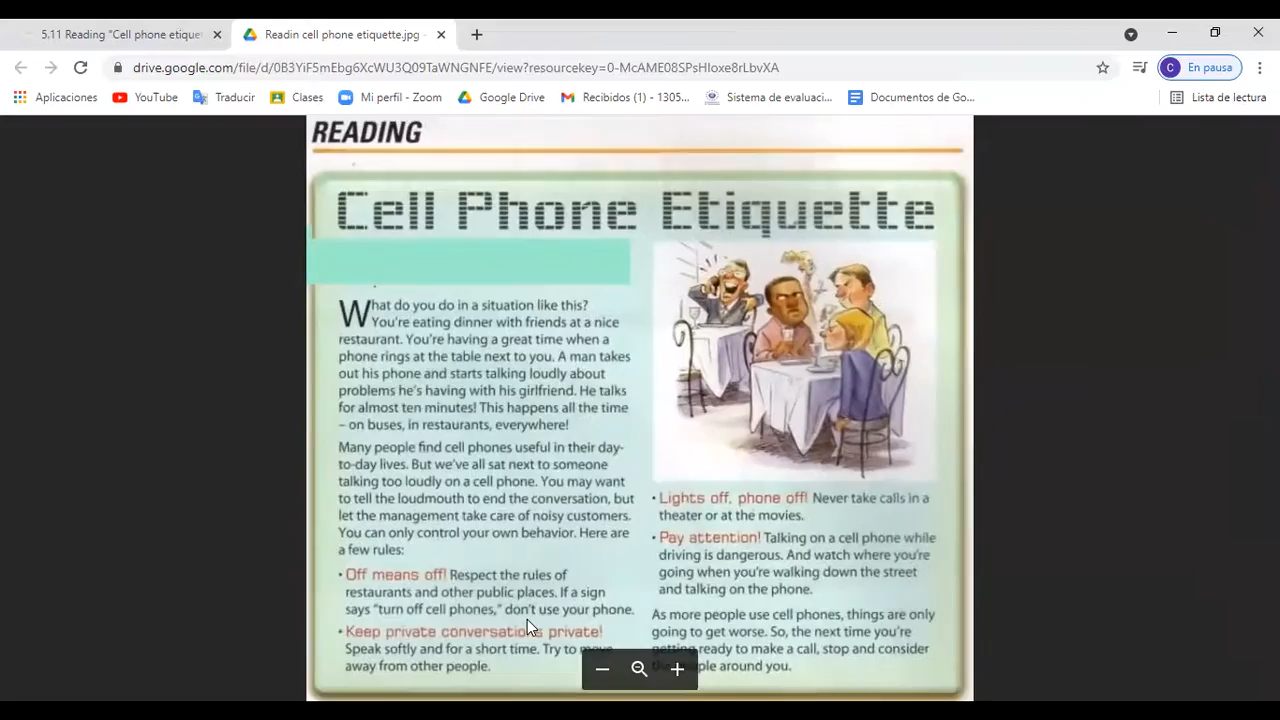 5.11 Reading "Cell phone etique
Readin cell phone etiquette.jpg -
drive.google.com/file/d/0B3YiF5mEbg6XcWU3Q09TaWNGNFE/view?resourcekey=0-McAME08SPsHIoxe8rLbvXA
C En pausa
Aplicaciones YouTube Traducir Clases Mi perfil - Zoom Google Drive Recibidos (1) - 1305... Sistema de evaluaci... Documentos de Go... Lista de lectura
READING
Cell Phone Etiquette
What do you do in a situation like this?
You're eating dinner with friends at a nice
restaurant. You're having a great time when a
phone rings at the table next to you. A man takes
out his phone and starts talking loudly about
problems he's having with his girlfriend. He talks
for almost ten minutes! This happens all the time
– on buses, in restaurants, everywhere!
Many people find cell phones useful in their day-
to-day lives. But we've all sat next to someone
talking too loudly on a cell phone. You may want
to tell the loudmouth to end the conversation, but
let the management take care of noisy customers.
You can only control your own behavior. Here are
a few rules:
• Off means off! Respect the rules of
restaurants and other public places. If a sign
says "turn off cell phones," don't use your phone.
• Keep private conversations private!
Speak softly and for a short time. Try to move
away from other people.
• Lights off, phone off! Never take calls in a
theater or at the movies.
• Pay attention! Talking on a cell phone while
driving is dangerous. And watch where you're
going when you're walking down the street
and talking on the phone.
As more people use cell phones, things are only
going to get worse. So, the next time you're
getting ready to make a call, stop and consider
the people around you.